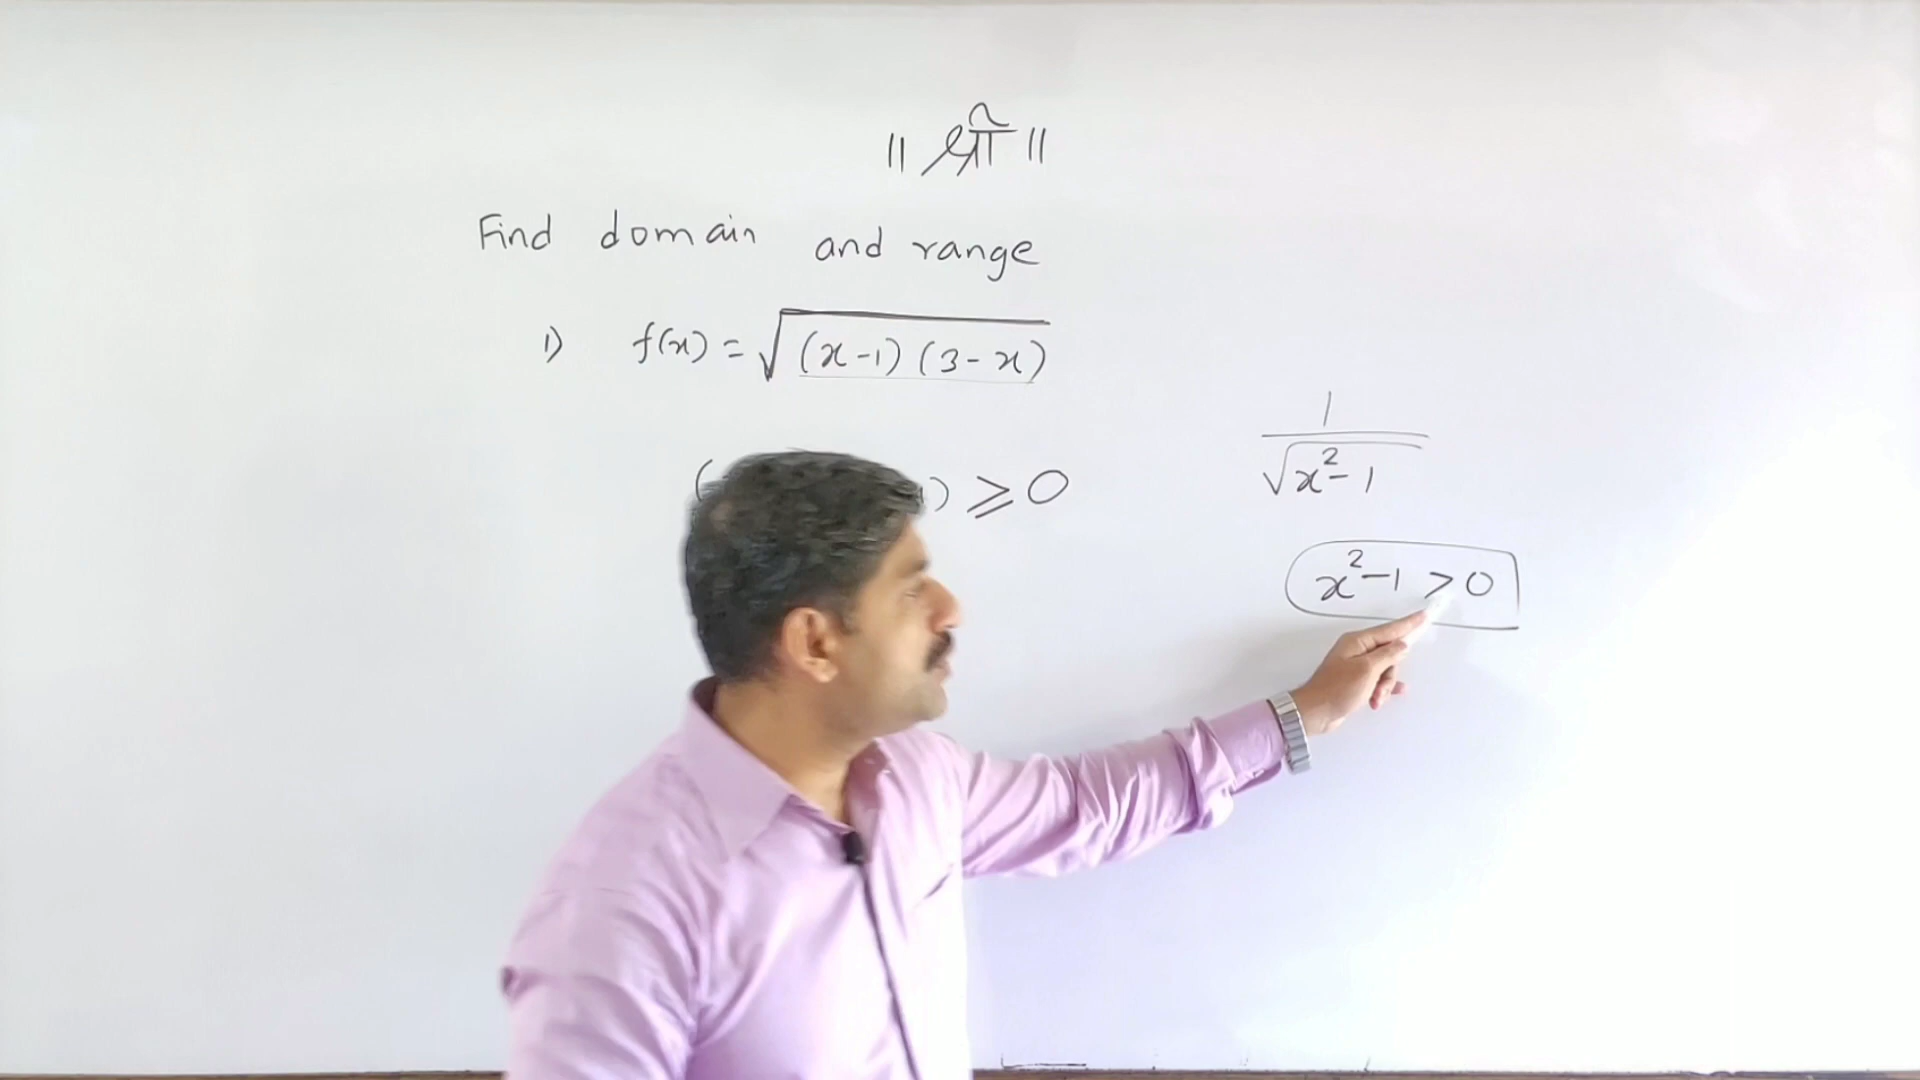 || श्री ||
Find domain and range
1) f(x) = √(x-1) (3-x)
( ) ≥ 0
1
√x²-1
x²-1 > 0